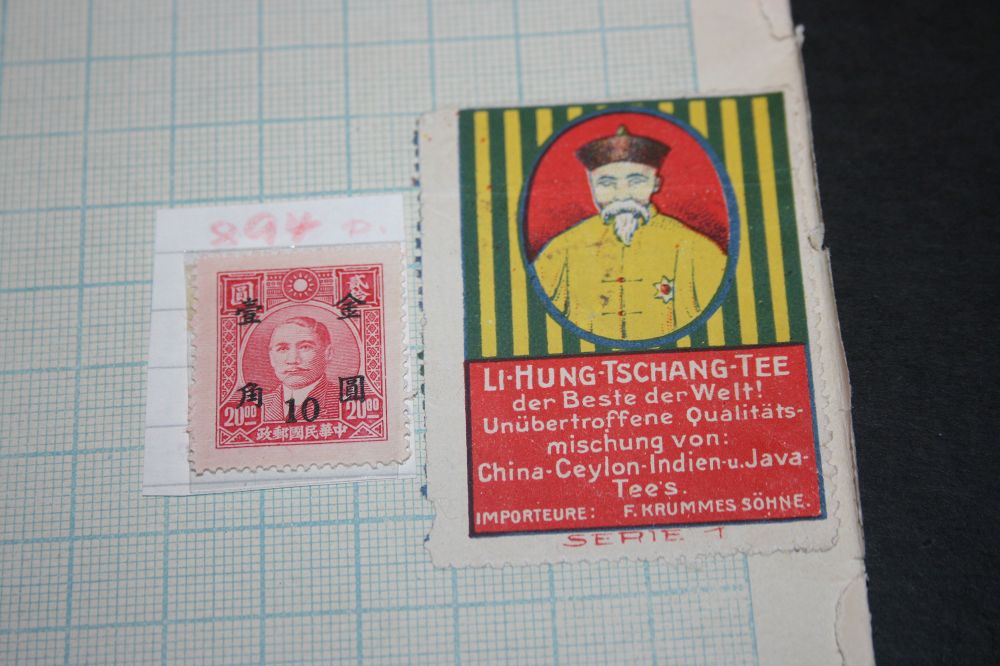 894
圓
壹 金
角 10 圓
20.00 20.00
政郵國民華中
LI-HUNG-TSCHANG-TEE
der Beste der Welt!
Unübertroffene Qualitäts-
mischung von:
China-Ceylon-Indien-u.Java-
Tee's.
IMPORTEURE: F. KRUMMES SÖHNE.
SERIE 1